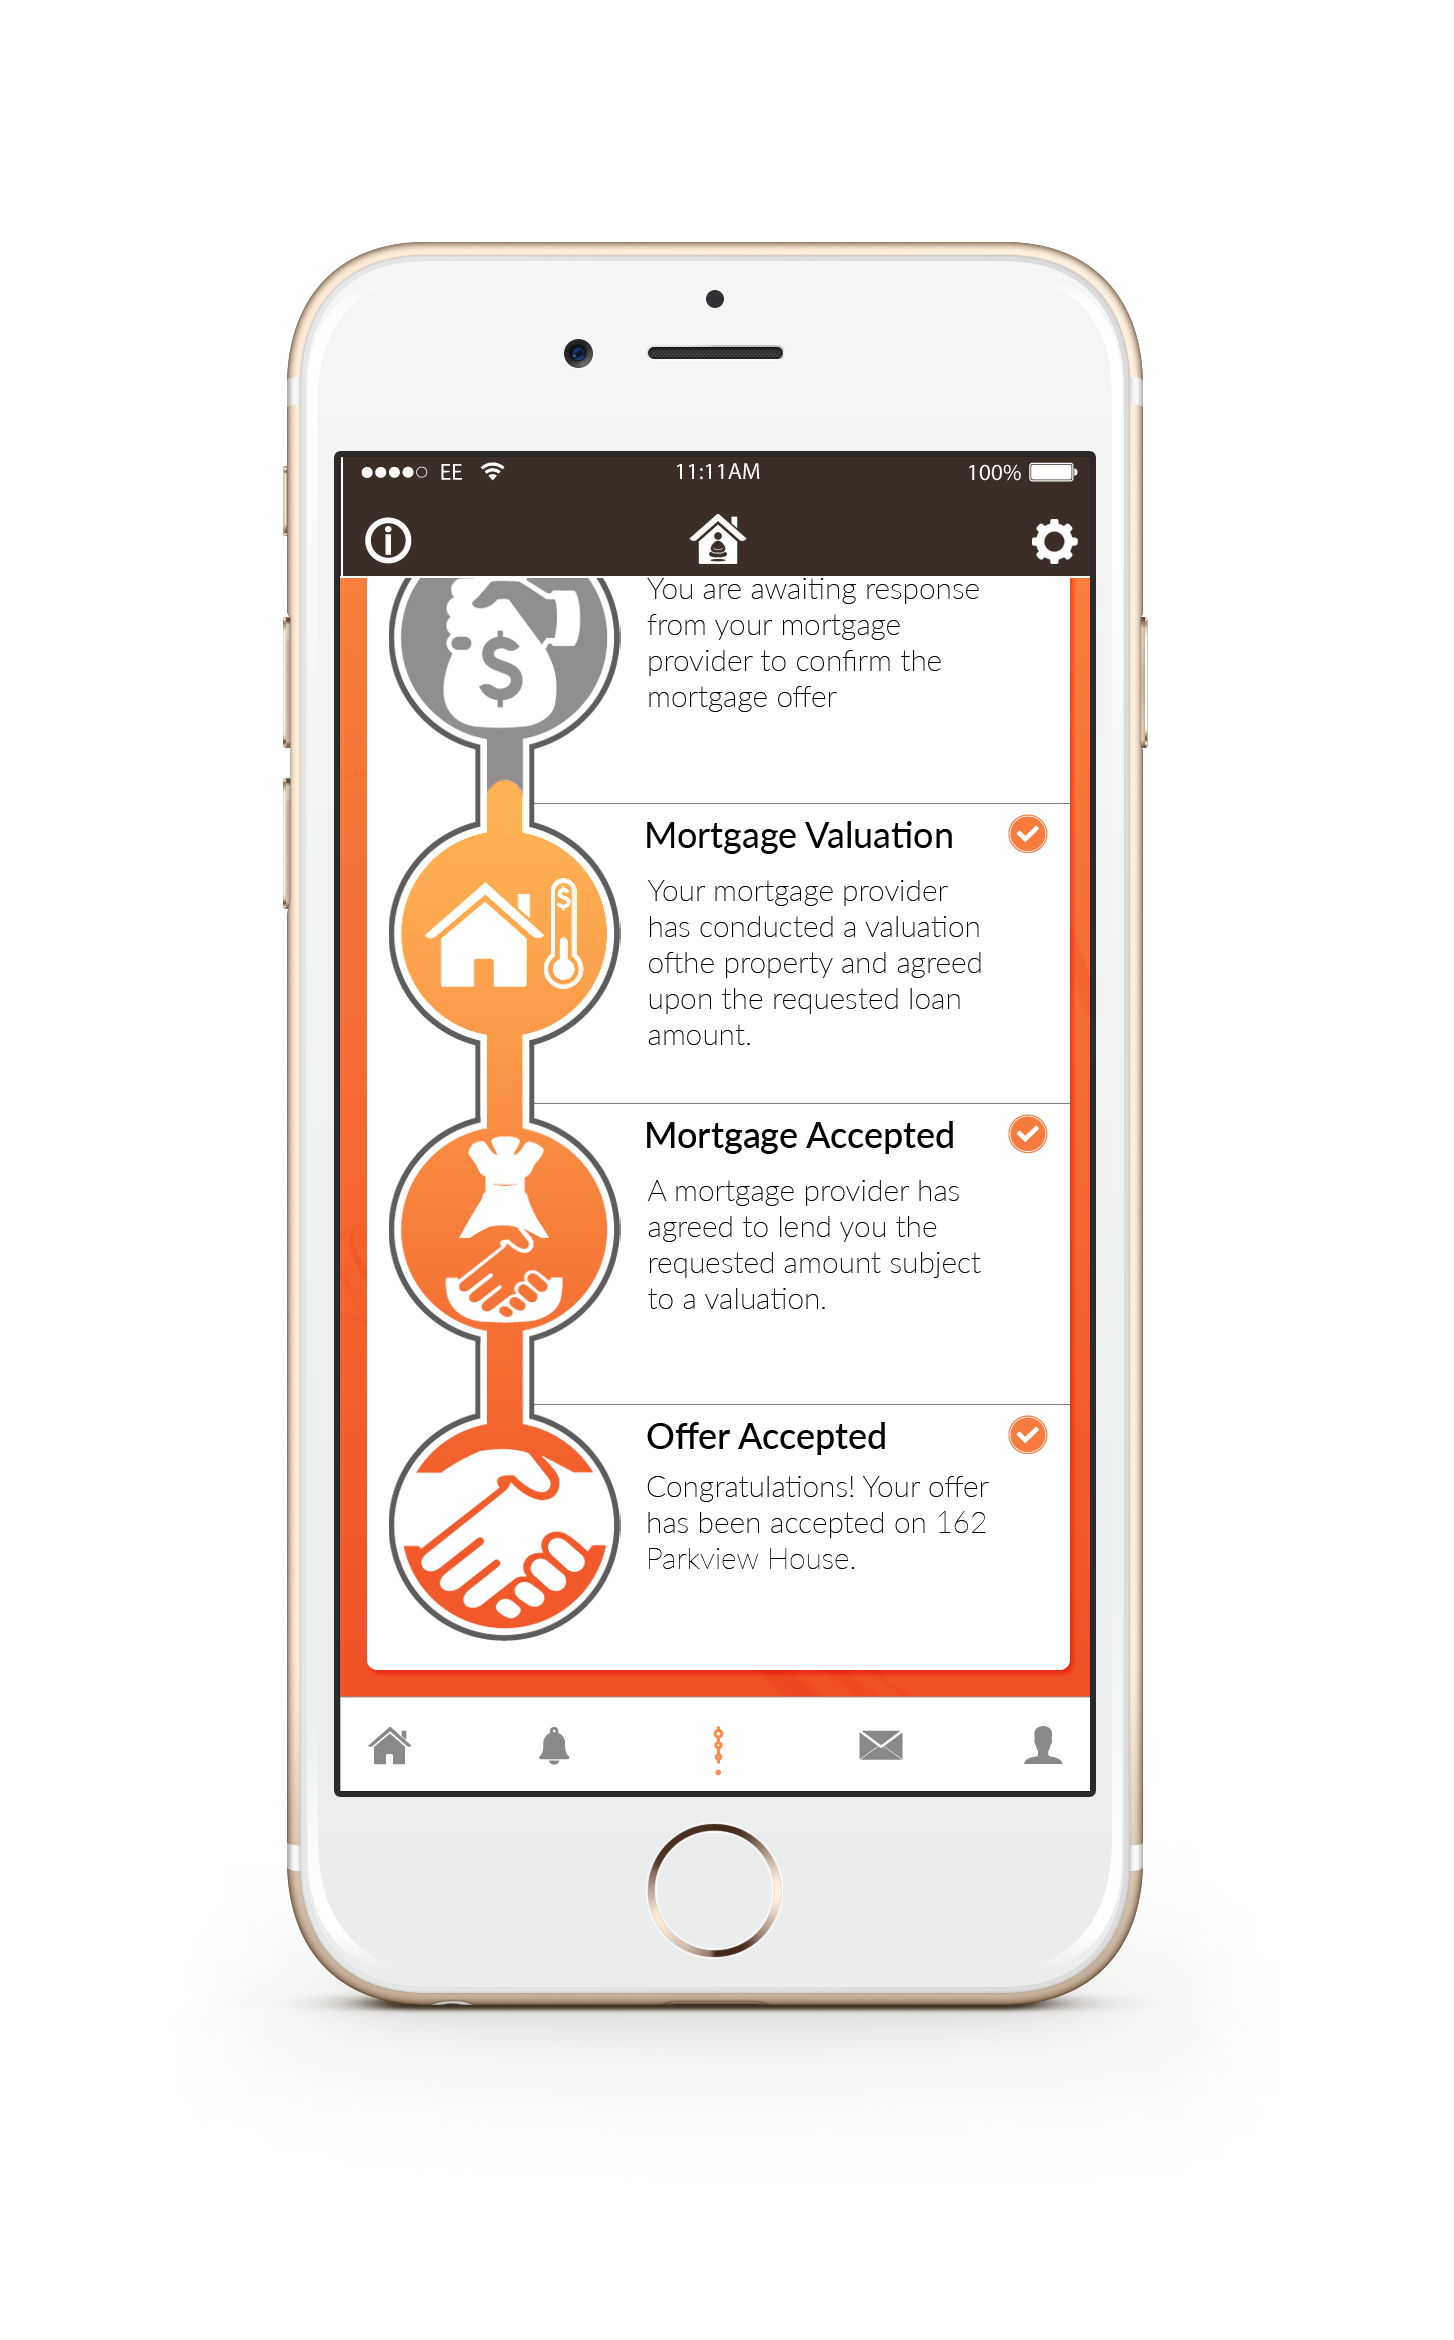 EE
11:11AM
100%
You are awaiting response
from your mortgage
provider to confirm the
mortgage offer
$
Mortgage Valuation
Your mortgage provider
has conducted a valuation
ofthe property and agreed
upon the requested loan
amount.
$
Mortgage Accepted
A mortgage provider has
agreed to lend you the
requested amount subject
to a valuation.
Offer Accepted
Congratulations! Your offer
has been accepted on 162
Parkview House.